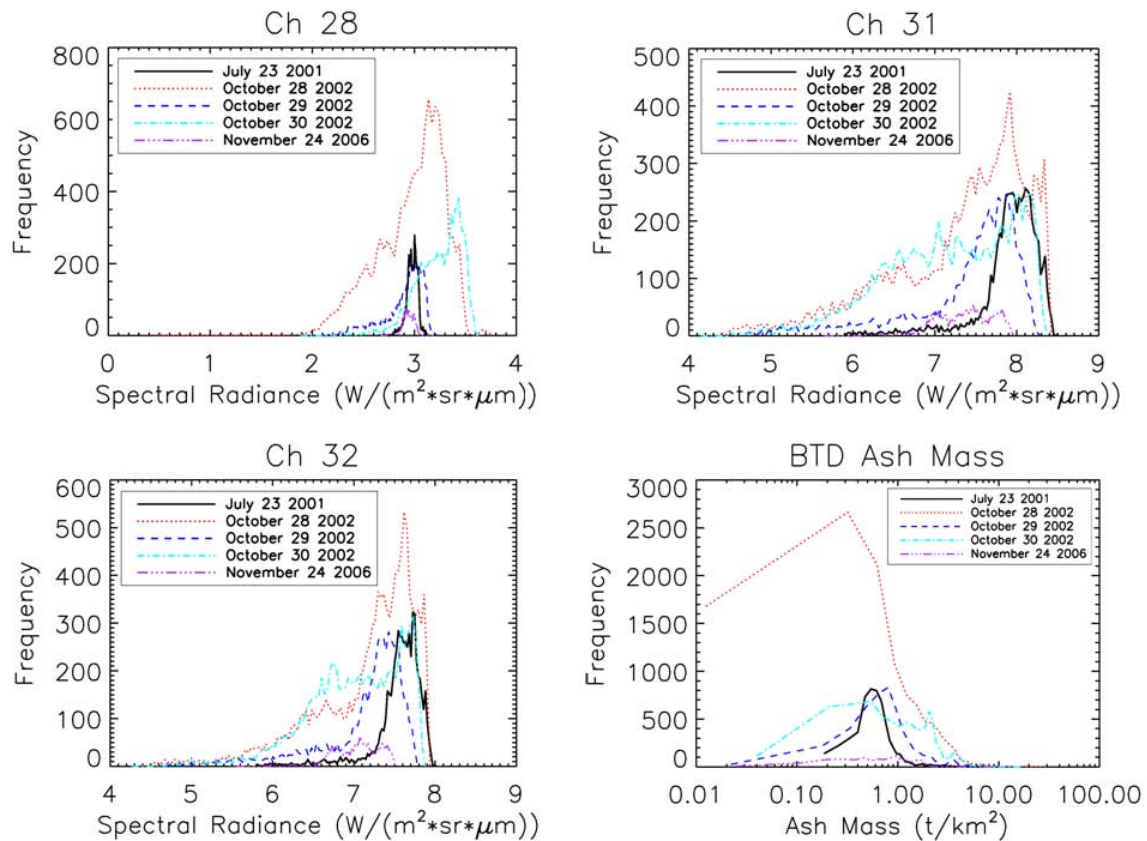 Ch 28
800
600
400
200
0
Frequency
July 23 2001
October 28 2002
October 29 2002
October 30 2002
November 24 2006
0 1 2 3 4
Spectral Radiance (W/(m²*sr*μm))
Ch 31
500
400
300
200
100
0
Frequency
July 23 2001
October 28 2002
October 29 2002
October 30 2002
November 24 2006
4 5 6 7 8 9
Spectral Radiance (W/(m²*sr*μm))
Ch 32
600
500
400
300
200
100
0
Frequency
July 23 2001
October 28 2002
October 29 2002
October 30 2002
November 24 2006
4 5 6 7 8 9
Spectral Radiance (W/(m²*sr*μm))
BTD Ash Mass
3000
2500
2000
1500
1000
500
0
Frequency
July 23 2001
October 28 2002
October 29 2002
October 30 2002
November 24 2006
0.01 0.10 1.00 10.00 100.00
Ash Mass (t/km²)